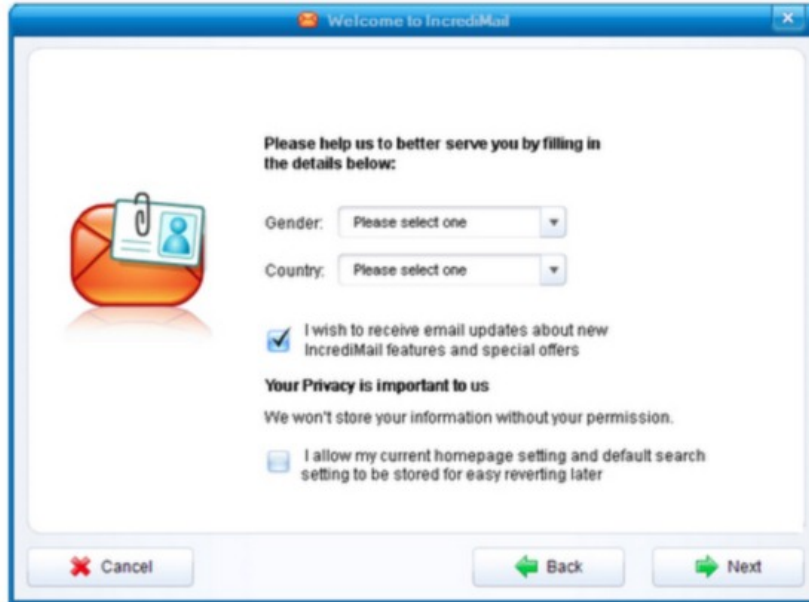 Welcome to IncrediMail
Please help us to better serve you by filling in
the details below:
Gender: Please select one
Country: Please select one
I wish to receive email updates about new
IncrediMail features and special offers
Your Privacy is important to us
We won't store your information without your permission.
I allow my current homepage setting and default search
setting to be stored for easy reverting later
Cancel Back Next